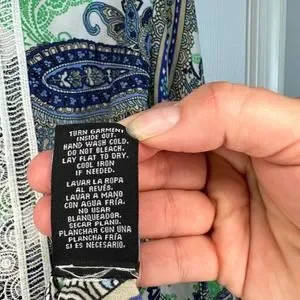 TURN GARMENT
INSIDE OUT.
HAND WASH COLD.
DO NOT BLEACH.
LAY FLAT TO DRY.
COOL IRON
IF NEEDED.
LAVAR LA ROPA
AL REVÉS.
LAVAR A MANO
CON AGUA FRÍA.
NO USAR
BLANQUEADOR.
SECAR PLANO.
PLANCHAR CON UNA
PLANCHA FRÍA
SI ES NECESARIO.